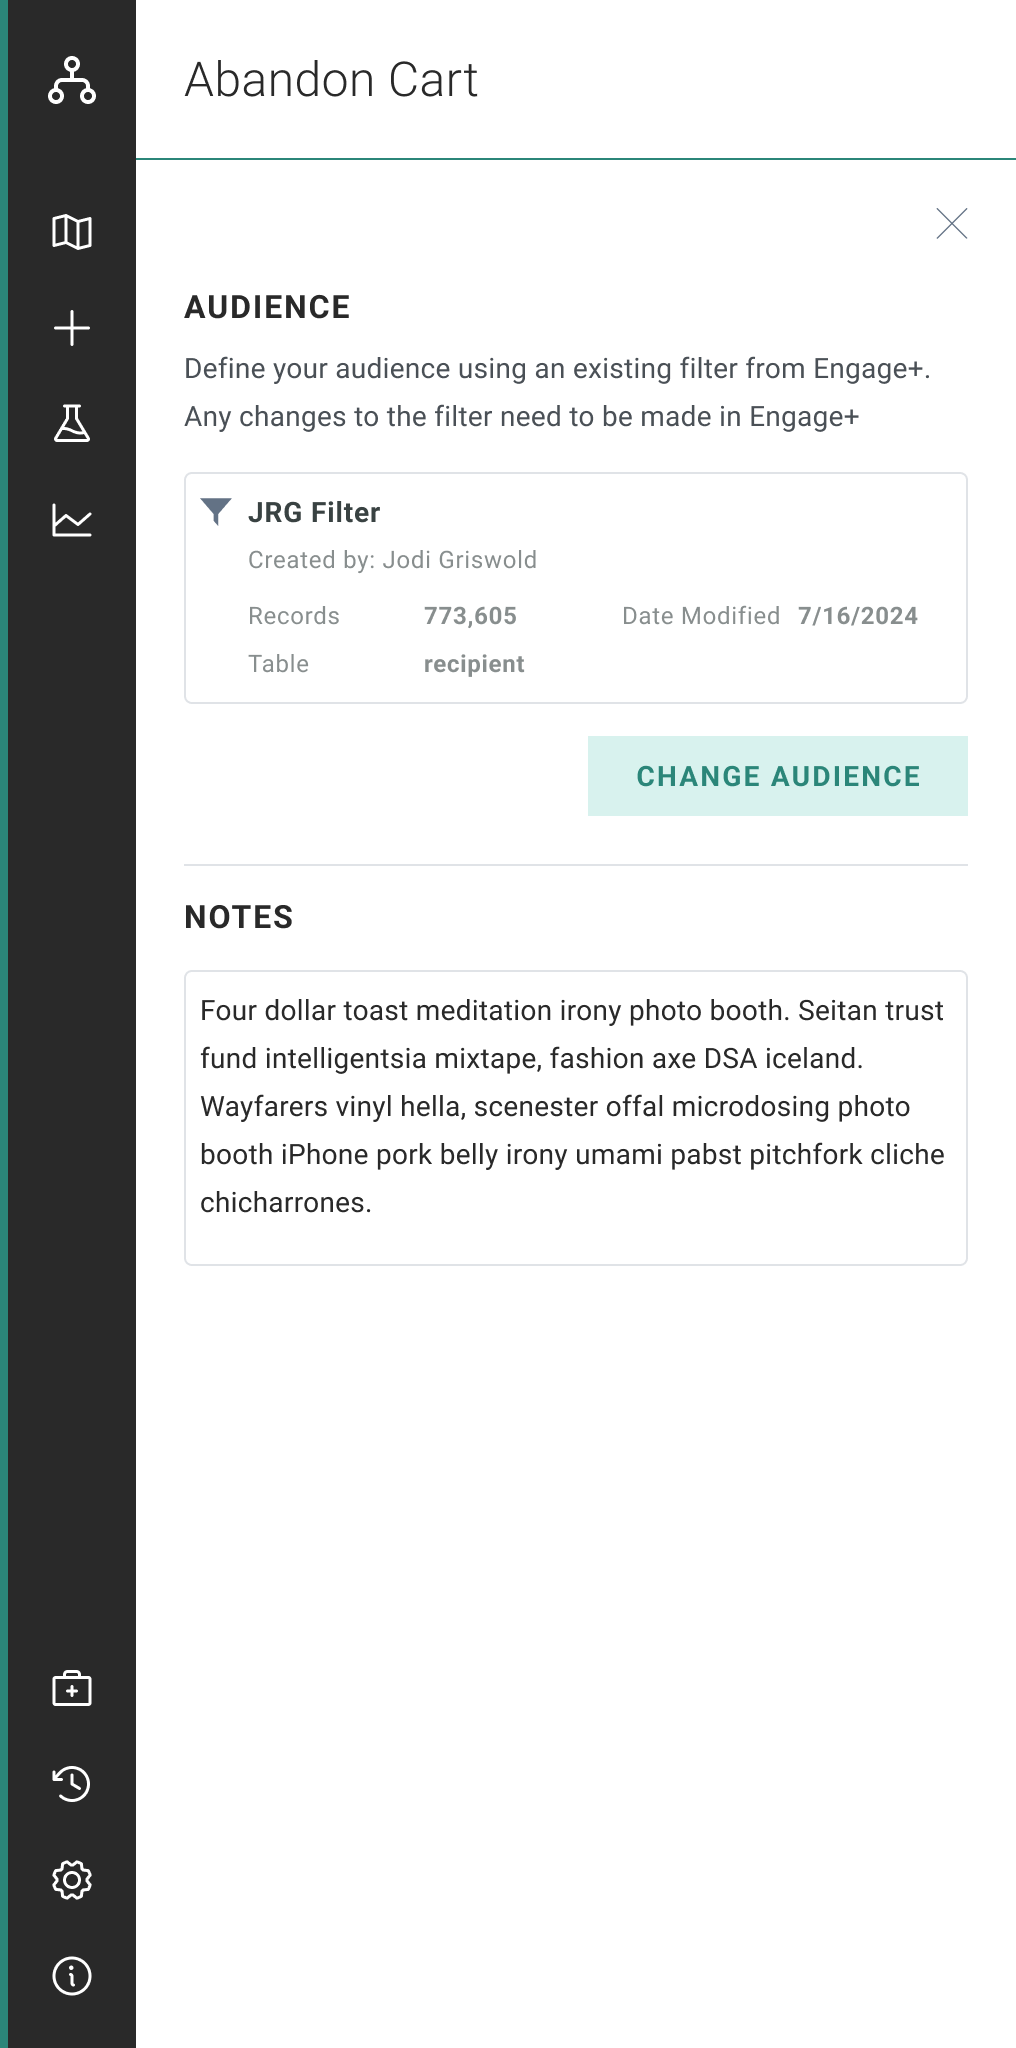 Abandon Cart
AUDIENCE
Define your audience using an existing filter from Engage+.
Any changes to the filter need to be made in Engage+
JRG Filter
Created by: Jodi Griswold
Records 773,605 Date Modified 7/16/2024
Table recipient
CHANGE AUDIENCE
NOTES
Four dollar toast meditation irony photo booth. Seitan trust
fund intelligentsia mixtape, fashion axe DSA iceland.
Wayfarers vinyl hella, scenester offal microdosing photo
booth iPhone pork belly irony umami pabst pitchfork cliche
chicharrones.